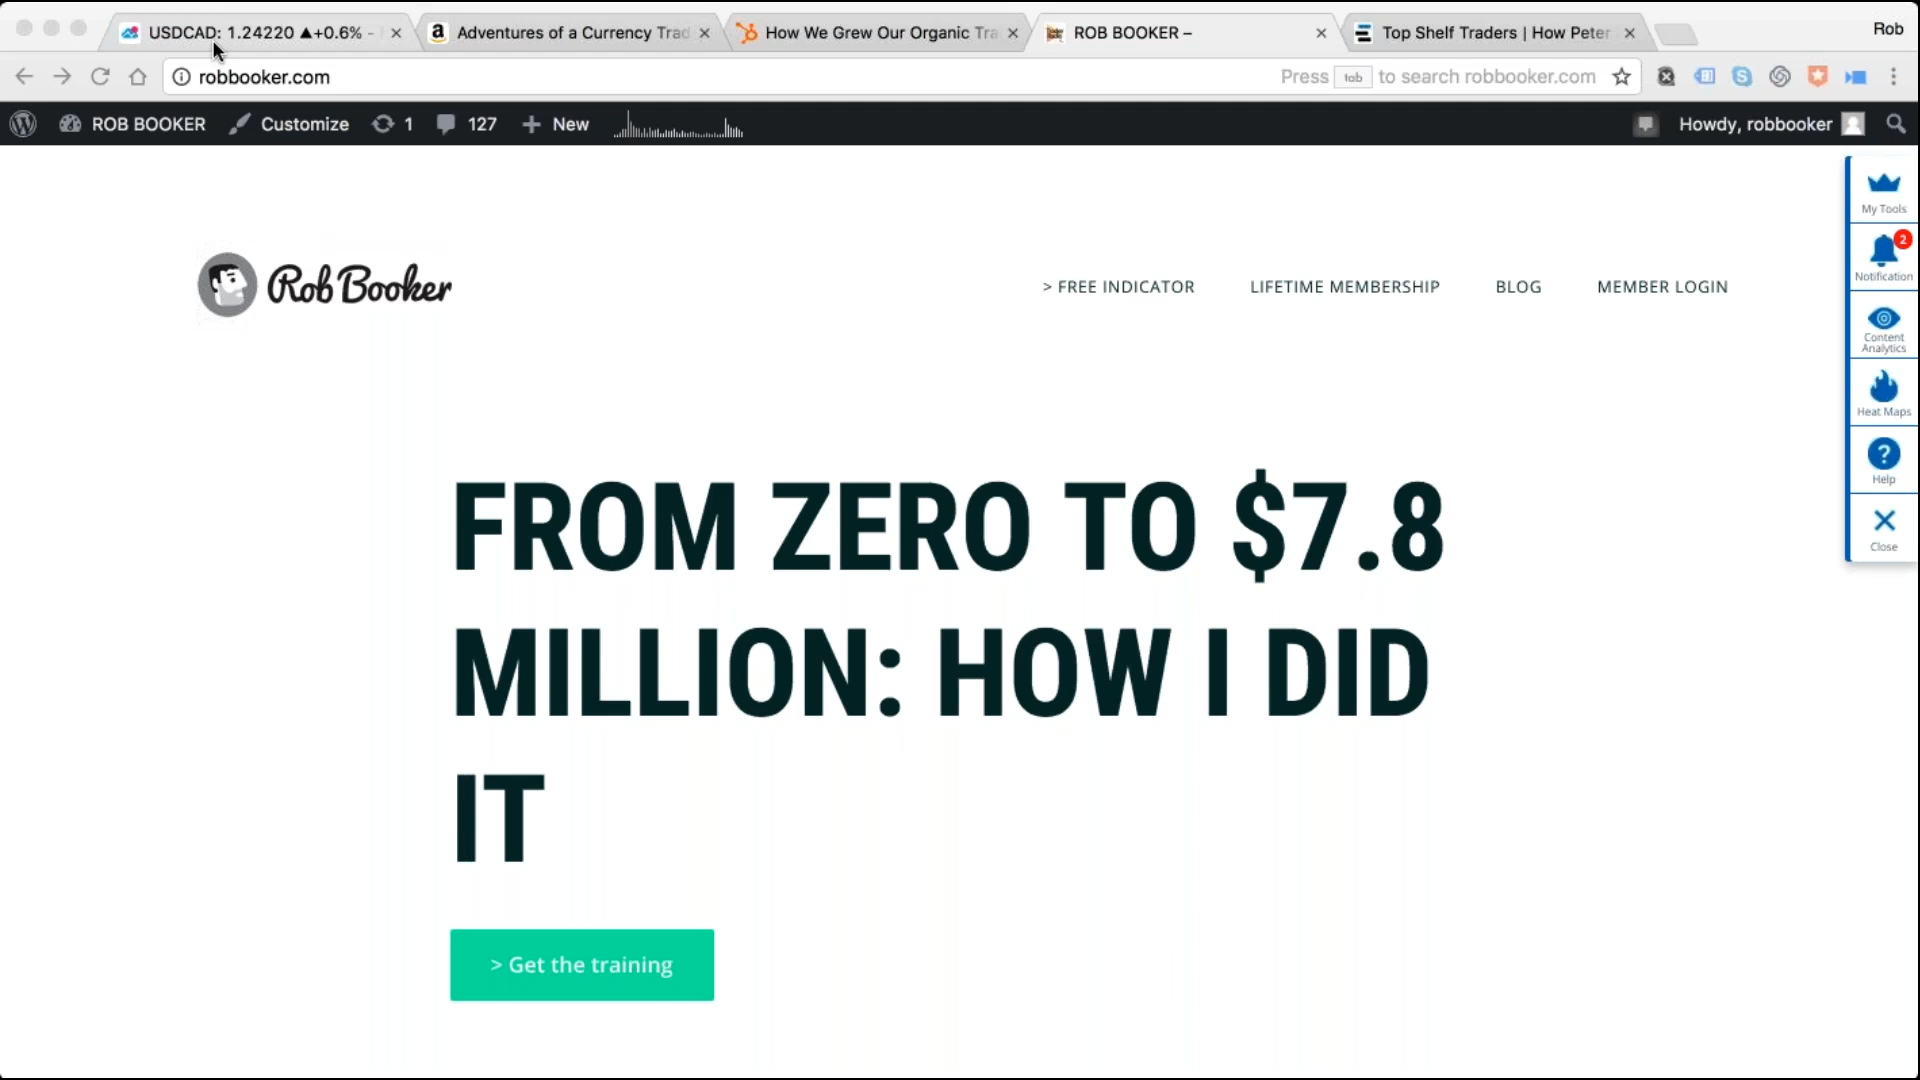 USDCAD: 1.24220 ▲+0.6% -
Adventures of a Currency Trad
How We Grew Our Organic Tra
ROB BOOKER –
Top Shelf Traders | How Peter
Rob
robbooker.com
Press tab to search robbooker.com
ROB BOOKER
Customize
1
127
New
Howdy, robbooker
My Tools
2
Notification
Content
Analytics
Heat Maps
?
Help
Close
Rob Booker
> FREE INDICATOR
LIFETIME MEMBERSHIP
BLOG
MEMBER LOGIN
FROM ZERO TO $7.8
MILLION: HOW I DID
IT
> Get the training